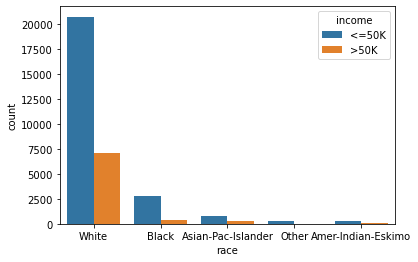 income
<=50K
>50K
20000
17500
15000
12500
10000
7500
5000
2500
0
count
White Black Asian-Pac-Islander Other Amer-Indian-Eskimo
race